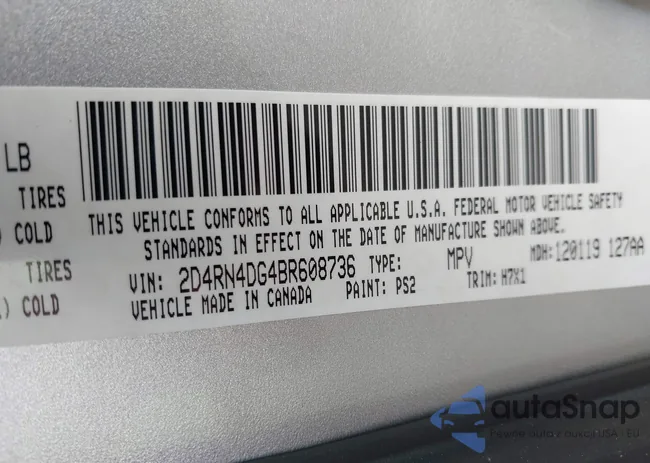 LB
TIRES
COLD
TIRES
) COLD
THIS VEHICLE CONFORMS TO ALL APPLICABLE U.S.A. FEDERAL MOTOR VEHICLE SAFETY
STANDARDS IN EFFECT ON THE DATE OF MANUFACTURE SHOWN ABOVE.
VIN: 2D4RN4DG4BR608736 TYPE: MPV MDH: 120119 127AA
VEHICLE MADE IN CANADA PAINT: PS2 TRIM: H7X1
autoSnap